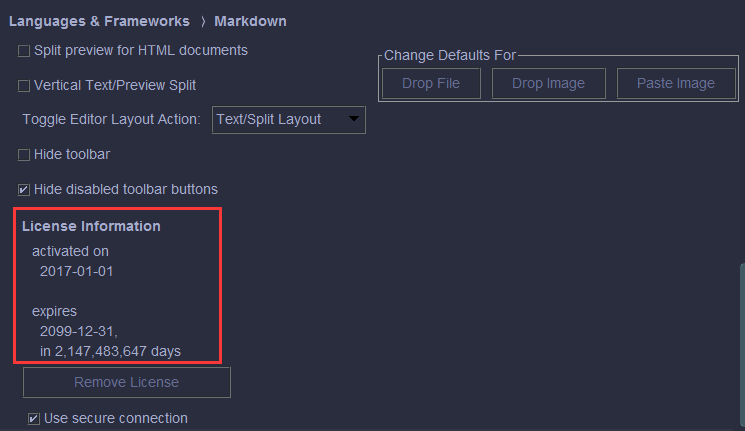 Languages & Frameworks 〉 Markdown
Split preview for HTML documents
Change Defaults For
Vertical Text/Preview Split
Drop File Drop Image Paste Image
Toggle Editor Layout Action: Text/Split Layout
Hide toolbar
Hide disabled toolbar buttons
License Information
activated on
2017-01-01
expires
2099-12-31,
in 2,147,483,647 days
Remove License
Use secure connection